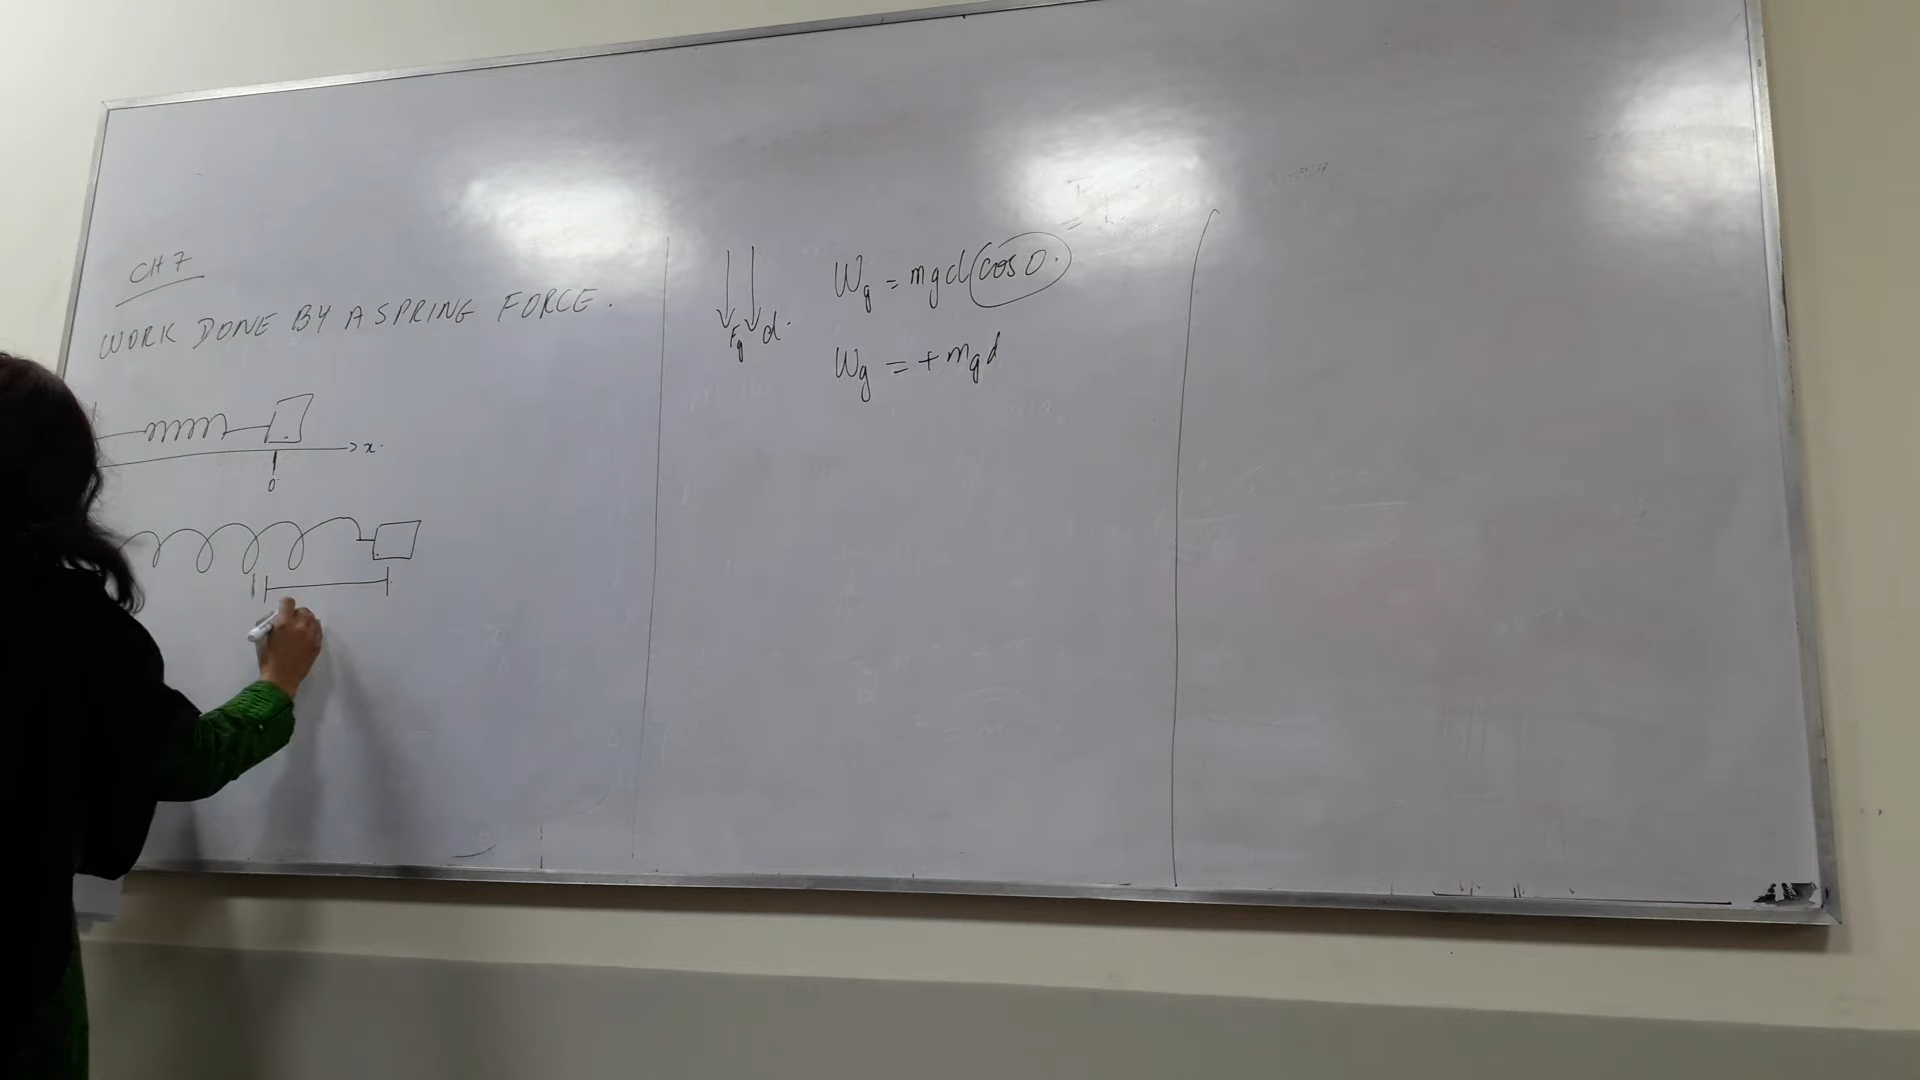 CH 7
WORK DONE BY A SPRING FORCE.
x.
0
Fg d.
Wg = mgd cos 0.
Wg = + mgd